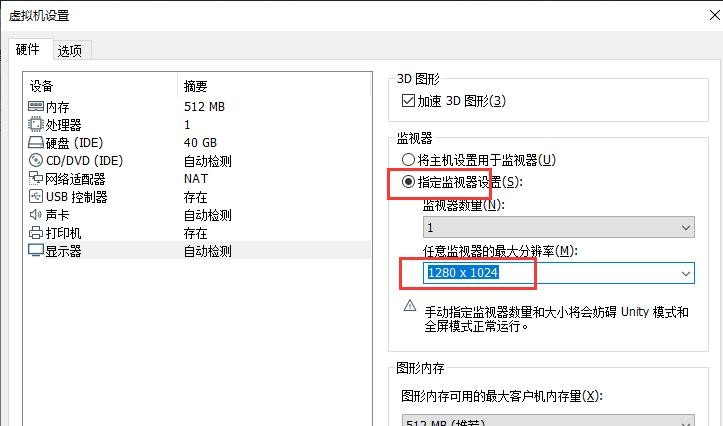 虚拟机设置
硬件 选项
设备 摘要
内存 512 MB
处理器 1
硬盘 (IDE) 40 GB
CD/DVD (IDE) 自动检测
网络适配器 NAT
USB 控制器 存在
声卡 自动检测
打印机 存在
显示器 自动检测
3D 图形
加速 3D 图形(3)
监视器
将主机设置用于监视器(U)
指定监视器设置(S):
监视器数量(N):
1
任意监视器的最大分辨率(M):
1280 x 1024
手动指定监视器数量和大小将会妨碍 Unity 模式和
全屏模式正常运行。
图形内存
图形内存可用的最大客户机内存量(X):
512 MB (推荐)